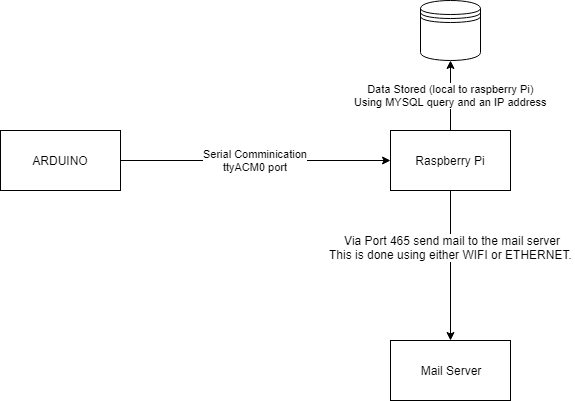 Data Stored (local to raspberry Pi)
Using MYSQL query and an IP address
ARDUINO
Serial Comminication
ttyACM0 port
Raspberry Pi
Via Port 465 send mail to the mail server
This is done using either WIFI or ETHERNET.
Mail Server